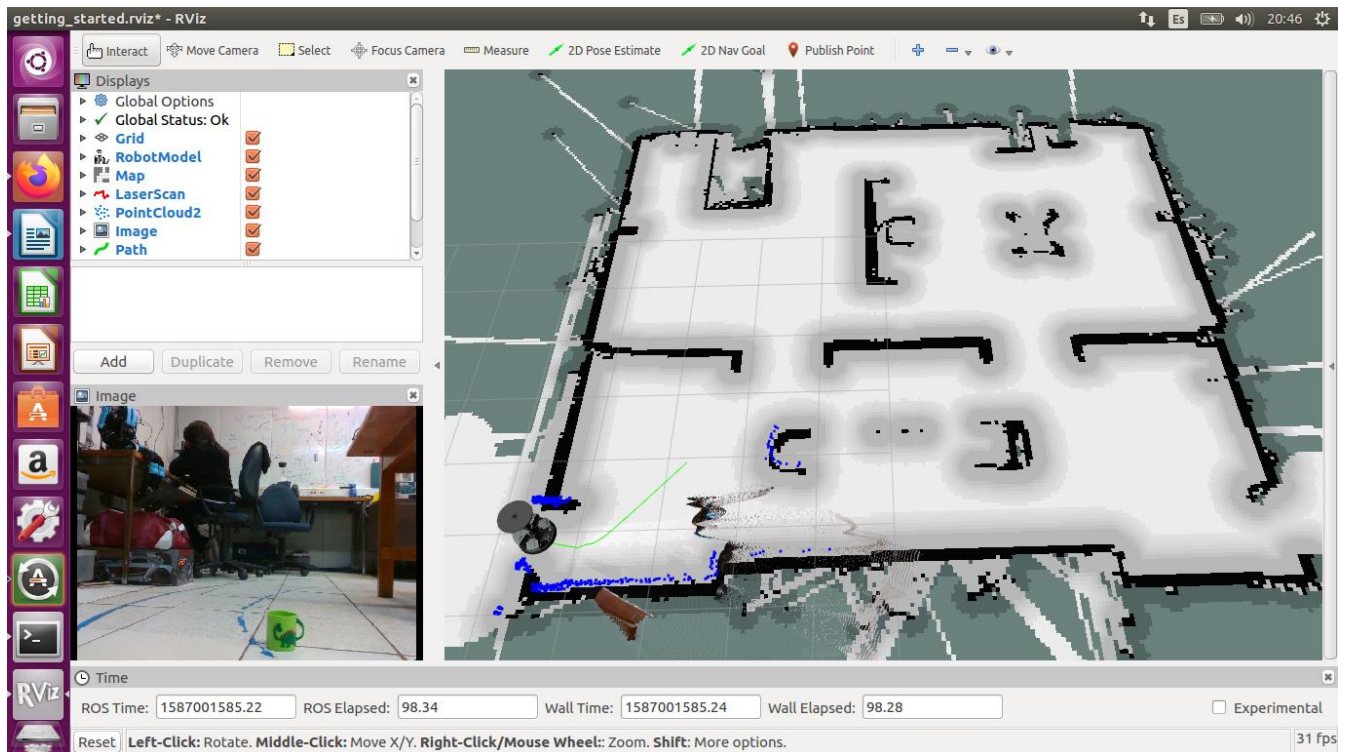 getting_started.rviz* - RViz
Es 20:46
Interact Move Camera Select Focus Camera Measure 2D Pose Estimate 2D Nav Goal Publish Point
Displays
Global Options
Global Status: Ok
Grid
RobotModel
Map
LaserScan
PointCloud2
Image
Path
Add Duplicate Remove Rename
Image
Time
ROS Time: 1587001585.22 ROS Elapsed: 98.34 Wall Time: 1587001585.24 Wall Elapsed: 98.28 Experimental
Reset Left-Click: Rotate. Middle-Click: Move X/Y. Right-Click/Mouse Wheel:: Zoom. Shift: More options. 31 fps
RViz